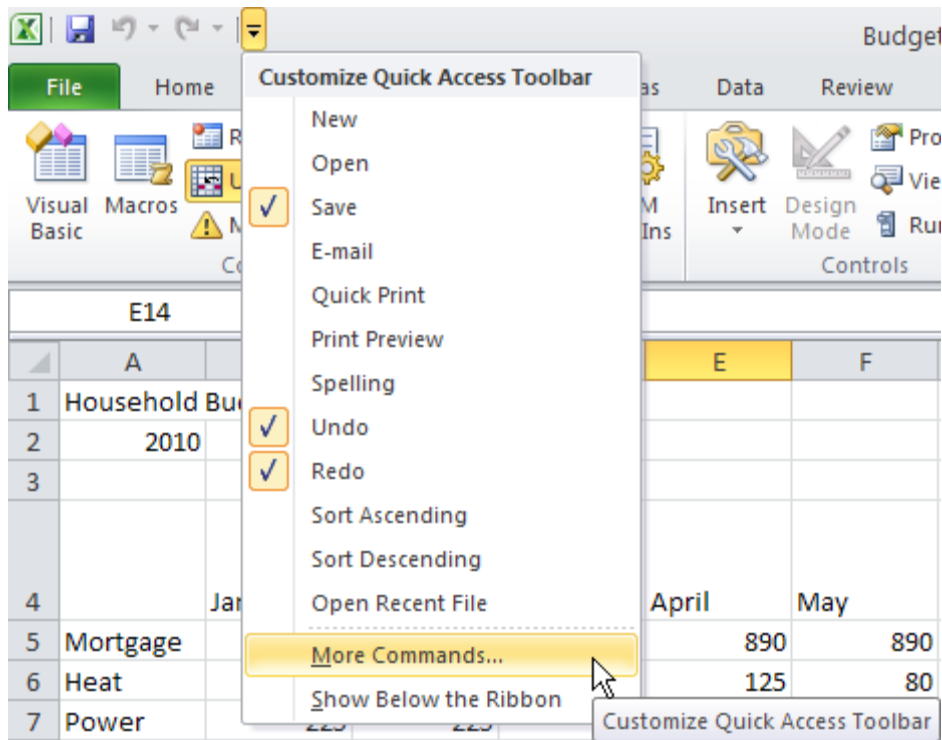 Budget
File Home Data Review
Customize Quick Access Toolbar
New
Open
Save
E-mail
Quick Print
Print Preview
Spelling
Undo
Redo
Sort Ascending
Sort Descending
Open Recent File
More Commands...
Show Below the Ribbon
Visual Basic
Macros
Insert
Design Mode
Controls
E14
A E F
1 Household
2 2010
3
4 April May
5 Mortgage 890 890
6 Heat 125 80
7 Power
Customize Quick Access Toolbar